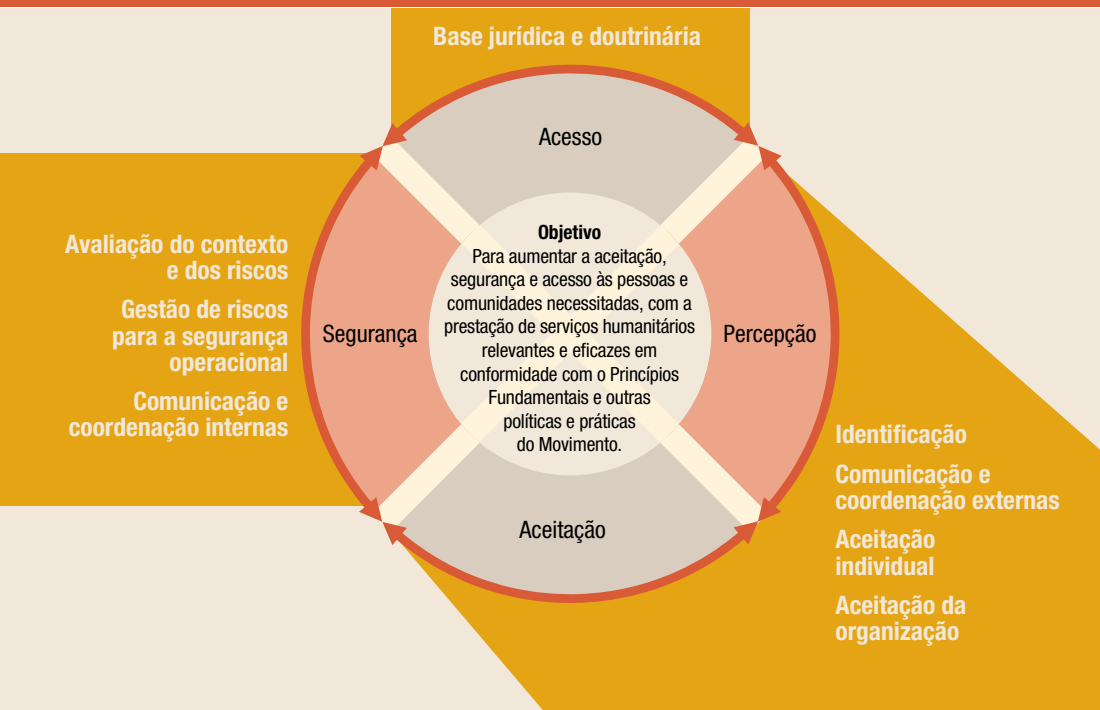 Base jurídica e doutrinária
Acesso
Avaliação do contexto
e dos riscos
Gestão de riscos
para a segurança
operacional
Comunicação e
coordenação internas
Segurança
Objetivo
Para aumentar a aceitação,
segurança e acesso às pessoas e
comunidades necessitadas, com a
prestação de serviços humanitários
relevantes e eficazes em
conformidade com o Princípios
Fundamentais e outras
políticas e práticas
do Movimento.
Percepção
Identificação
Comunicação e
coordenação externas
Aceitação
individual
Aceitação da
organização
Aceitação